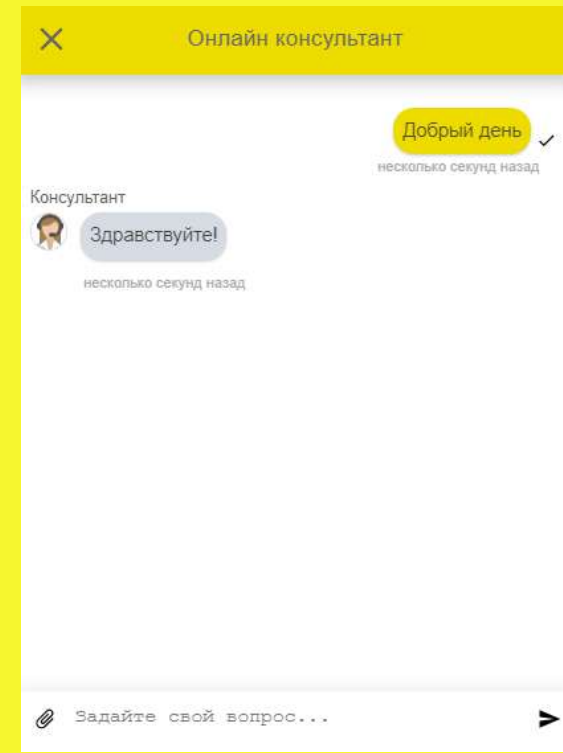 Онлайн консультант
Добрый день
несколько секунд назад
Консультант
Здравствуйте!
несколько секунд назад
Задайте свой вопрос...